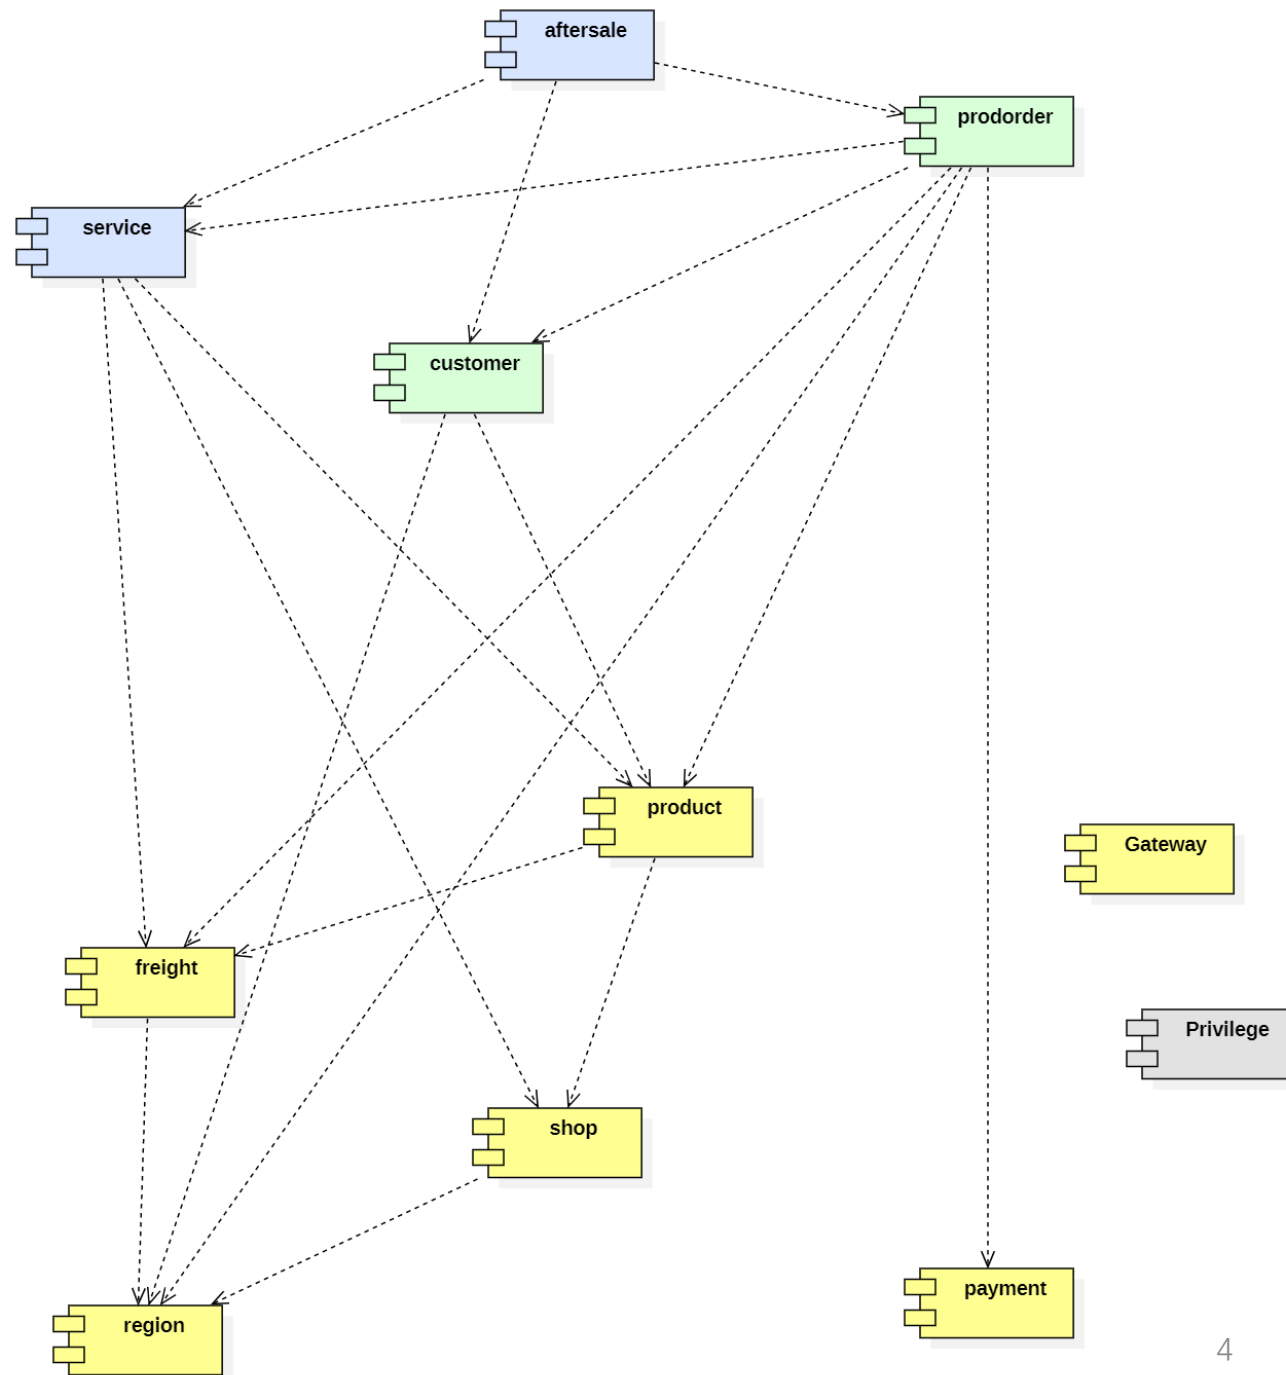 aftersale
prodorder
service
customer
product
Gateway
freight
Privilege
shop
payment
region
4